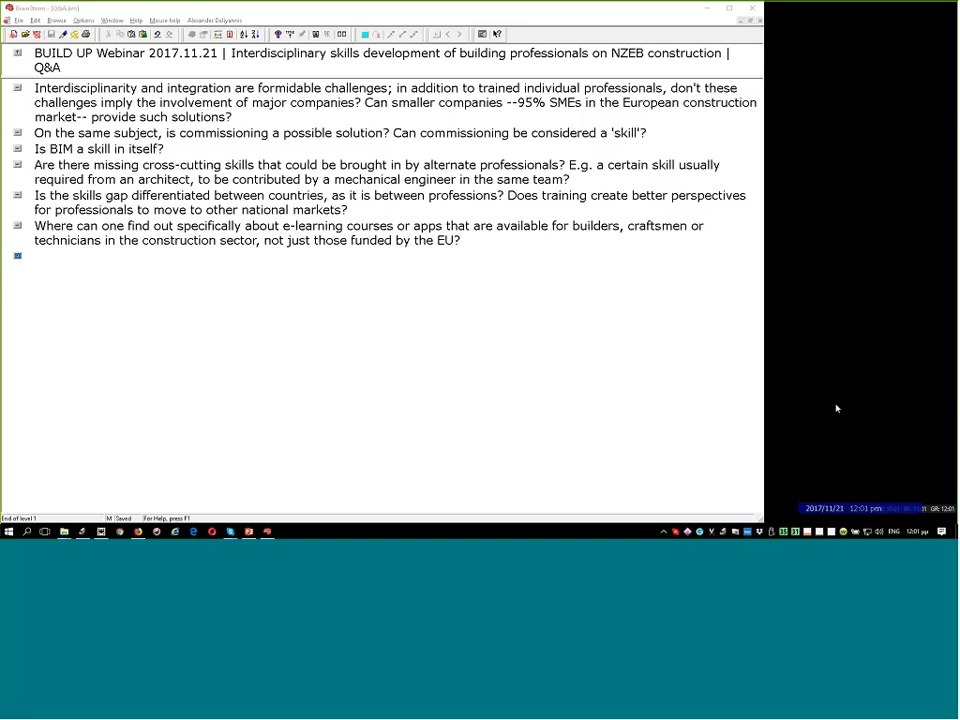 BrainStorm - [Q&A.brn]
File Edit Browse Options Window Help Mouse help Alexander Deliyannis
BUILD UP Webinar 2017.11.21 | Interdisciplinary skills development of building professionals on NZEB construction |
Q&A
Interdisciplinarity and integration are formidable challenges; in addition to trained individual professionals, don't these
challenges imply the involvement of major companies? Can smaller companies --95% SMEs in the European construction
market-- provide such solutions?
On the same subject, is commissioning a possible solution? Can commissioning be considered a 'skill'?
Is BIM a skill in itself?
Are there missing cross-cutting skills that could be brought in by alternate professionals? E.g. a certain skill usually
required from an architect, to be contributed by a mechanical engineer in the same team?
Is the skills gap differentiated between countries, as it is between professions? Does training create better perspectives
for professionals to move to other national markets?
Where can one find out specifically about e-learning courses or apps that are available for builders, craftsmen or
technicians in the construction sector, not just those funded by the EU?
2017/11/21 12:01 pm GR: 12:01
End of level 1 M Saved For Help, press F1
ENG 12:01 μμ